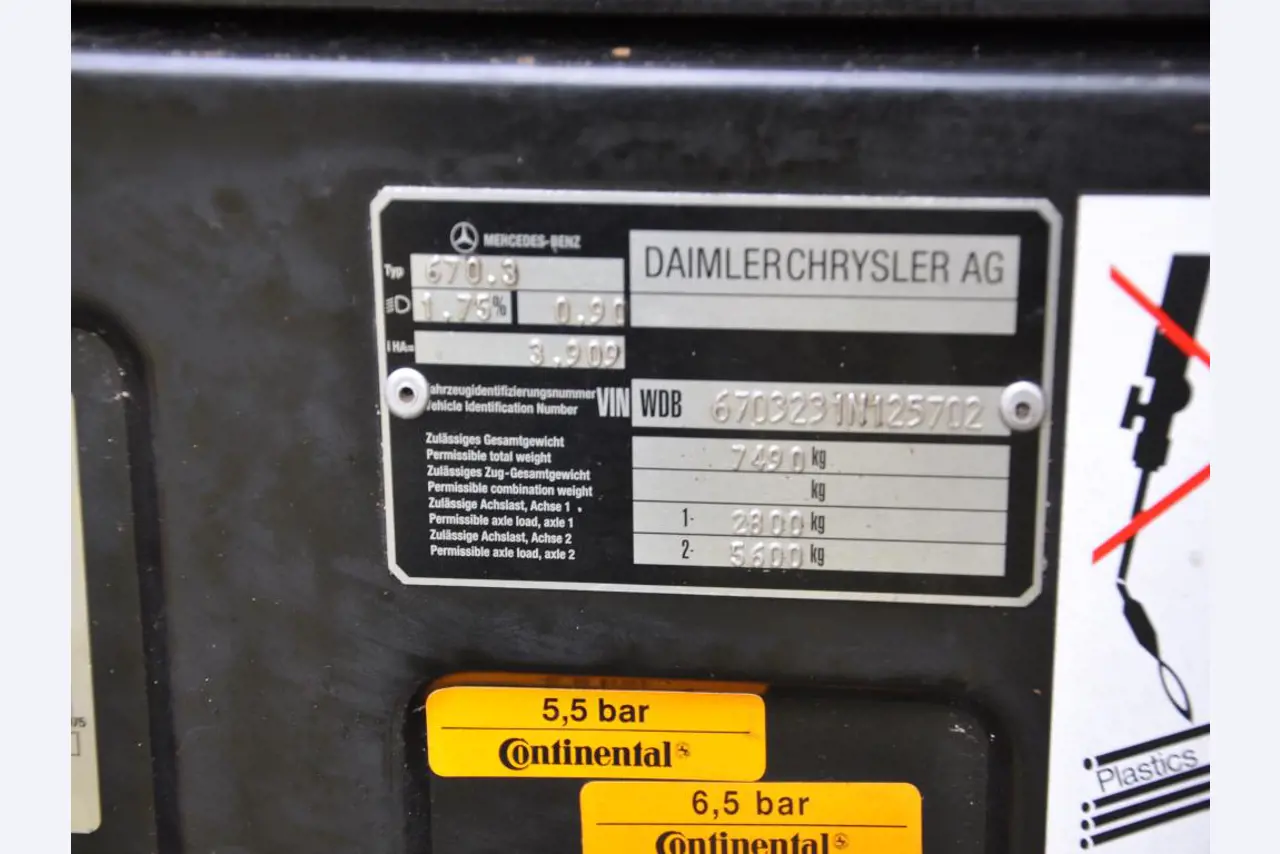 MERCEDES-BENZ
DAIMLERCHRYSLER AG
Typ 670.3
1.75% 0.90
I HA= 3.909
Fahrzeugidentifizierungsnummer
Vehicle Identification Number
VIN WDB 6703231N125702
Zulässiges Gesamtgewicht
Permissible total weight
7490 kg
Zulässiges Zug-Gesamtgewicht
Permissible combination weight
kg
Zulässige Achslast, Achse 1
Permissible axle load, axle 1
1- 2800 kg
Zulässige Achslast, Achse 2
Permissible axle load, axle 2
2- 5600 kg
5,5 bar
Continental
6,5 bar
Continental
Plastics